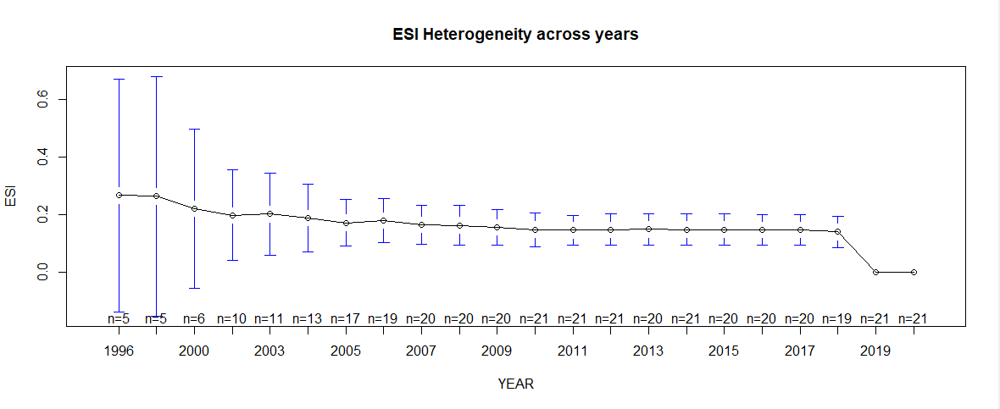 ESI Heterogeneity across years
ESI
0.6
0.4
0.2
0.0
n=5 n=5 n=6 n=10 n=11 n=13 n=17 n=19 n=20 n=20 n=20 n=21 n=21 n=21 n=20 n=21 n=20 n=20 n=20 n=19 n=21 n=21
1996 2000 2003 2005 2007 2009 2011 2013 2015 2017 2019
YEAR